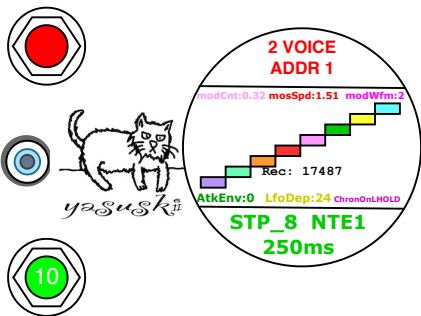 2 VOICE
ADDR 1
modCnt:0.32 mosSpd:1.51 modWfm:2
Rec: 17487
AtkEnv:0 LfoDep:24 ChronOnLHOLD
STP_8 NTE1
250ms
yasuski
10